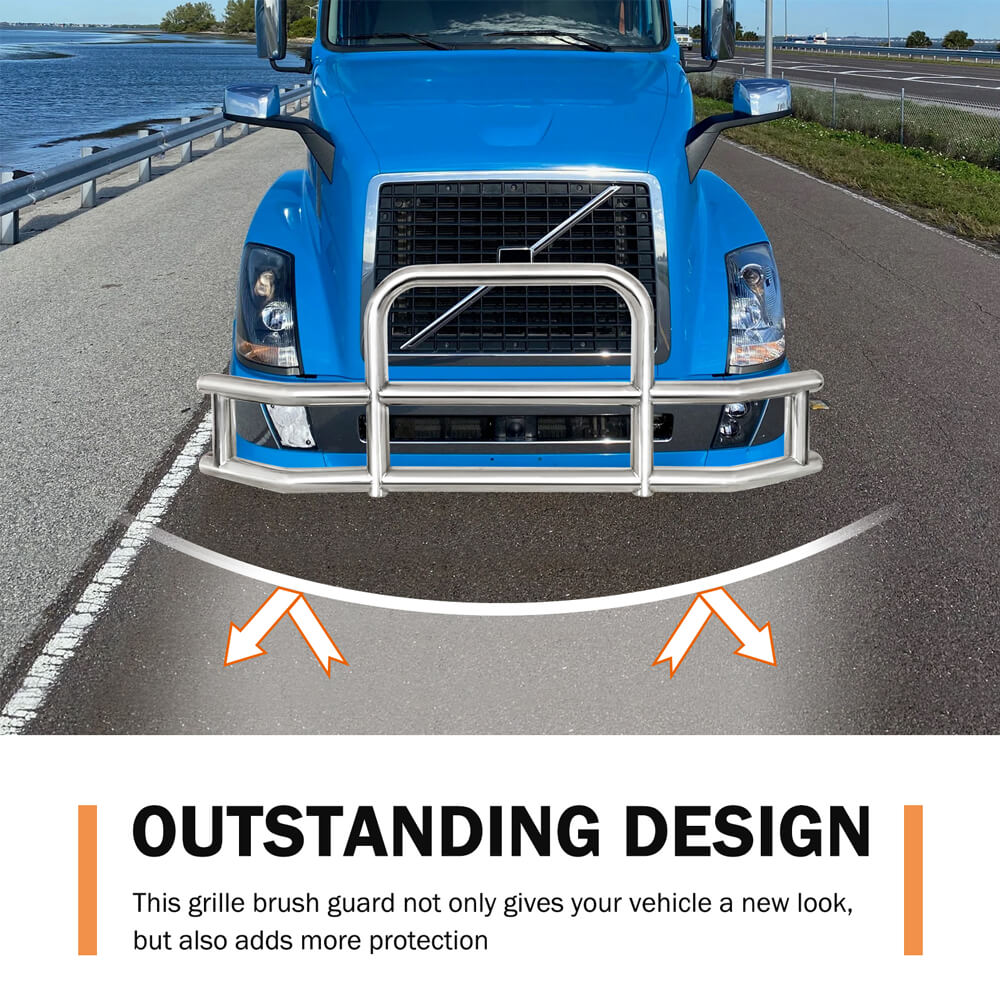 OUTSTANDING DESIGN
This grille brush guard not only gives your vehicle a new look,
but also adds more protection